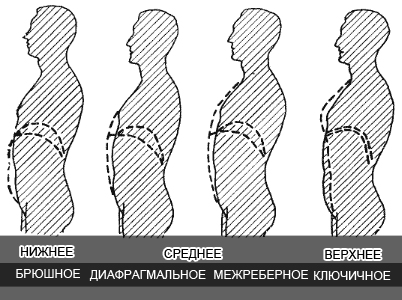 НИЖНЕЕ СРЕДНЕЕ ВЕРХНЕЕ
БРЮШНОЕ ДИАФРАГМАЛЬНОЕ МЕЖРЕБЕРНОЕ КЛЮЧИЧНОЕ